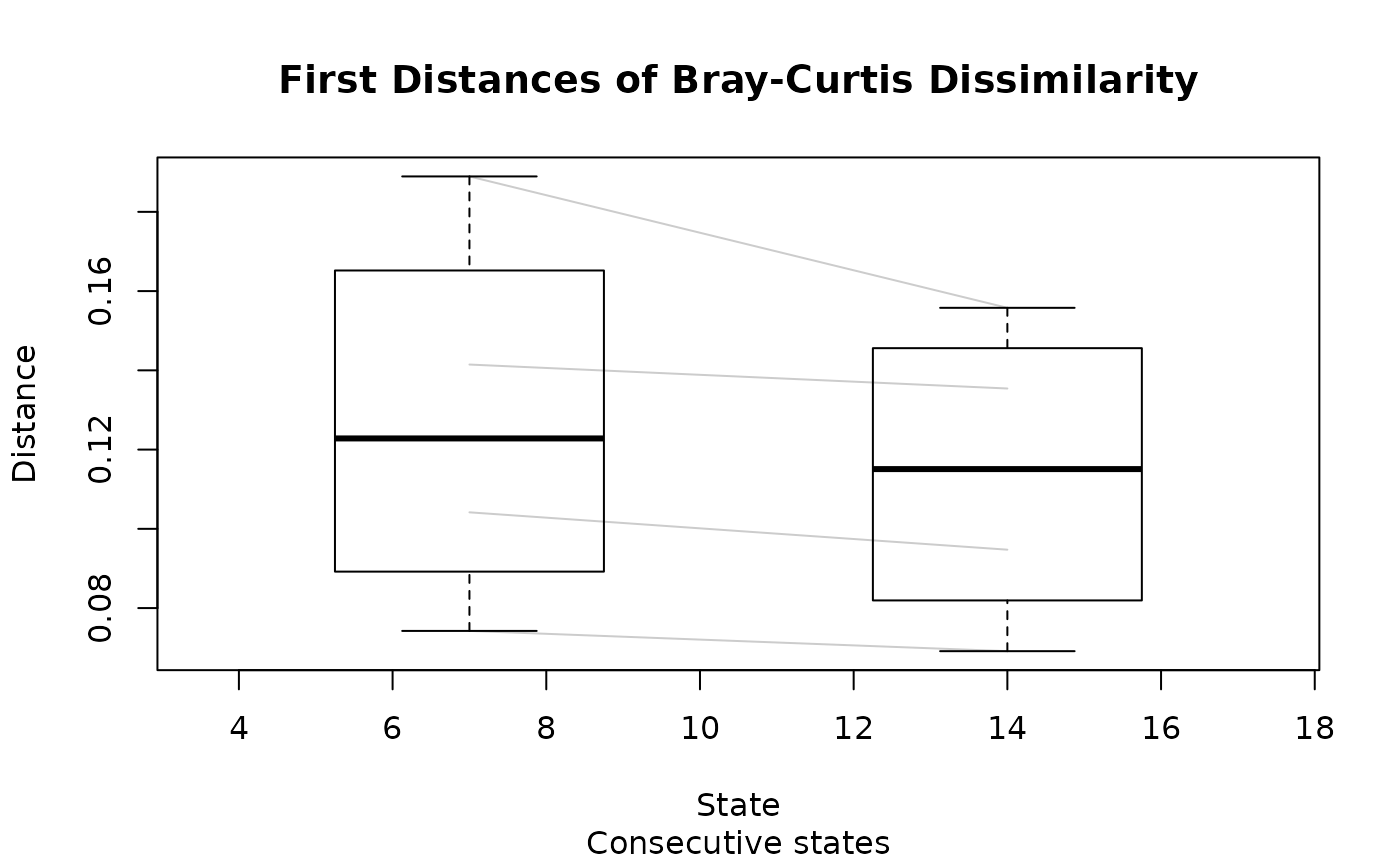 First Distances of Bray-Curtis Dissimilarity
Distance
0.16
0.12
0.08
4 6 8 10 12 14 16 18
State
Consecutive states